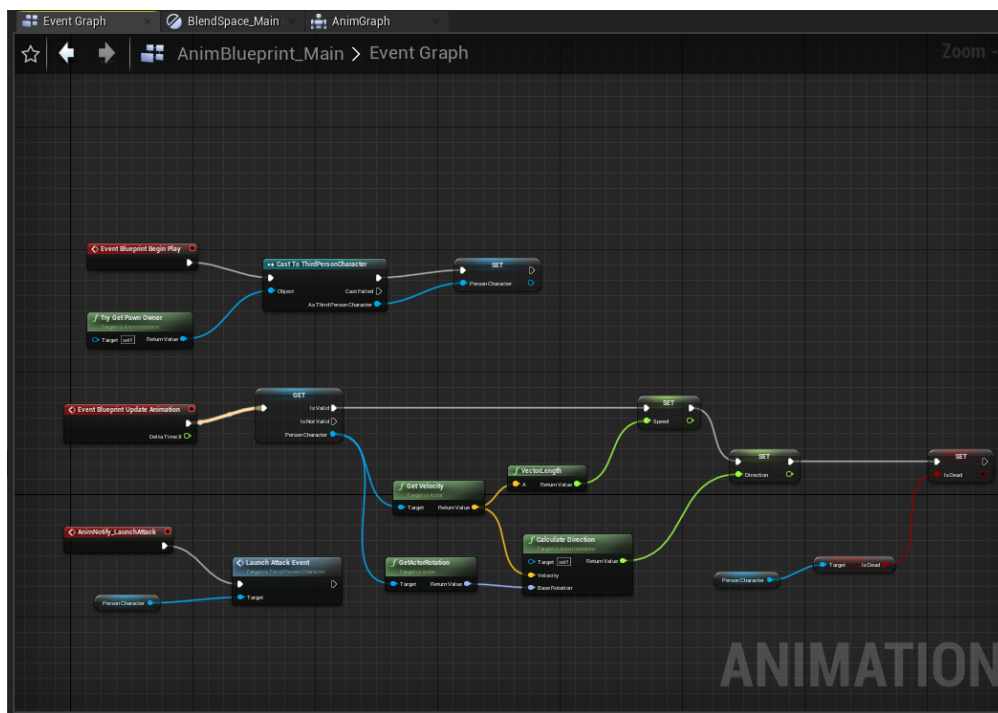 Event Graph
BlendSpace_Main
AnimGraph
AnimBlueprint_Main > Event Graph
Zoom -
Event Blueprint Begin Play
Cast To ThirdPersonCharacter
Object
Cast Failed
As Third Person Character
SET
Person Character
Try Get Pawn Owner
Target is Anim Instance
Target self
Return Value
Event Blueprint Update Animation
Delta Time X
GET
Is Valid
Is Not Valid
Person Character
SET
Speed
SET
Direction
SET
Is Dead
Get Velocity
Target is Actor
Target
Return Value
VectorLength
A
Return Value
AnimNotify_LaunchAttack
Launch Attack Event
Target is Third Person Character
Target
Person Character
GetActorRotation
Target is Actor
Target
Return Value
Calculate Direction
Target is Anim Instance
Target self
Return Value
Velocity
Base Rotation
Person Character
Target
Is Dead
ANIMATION